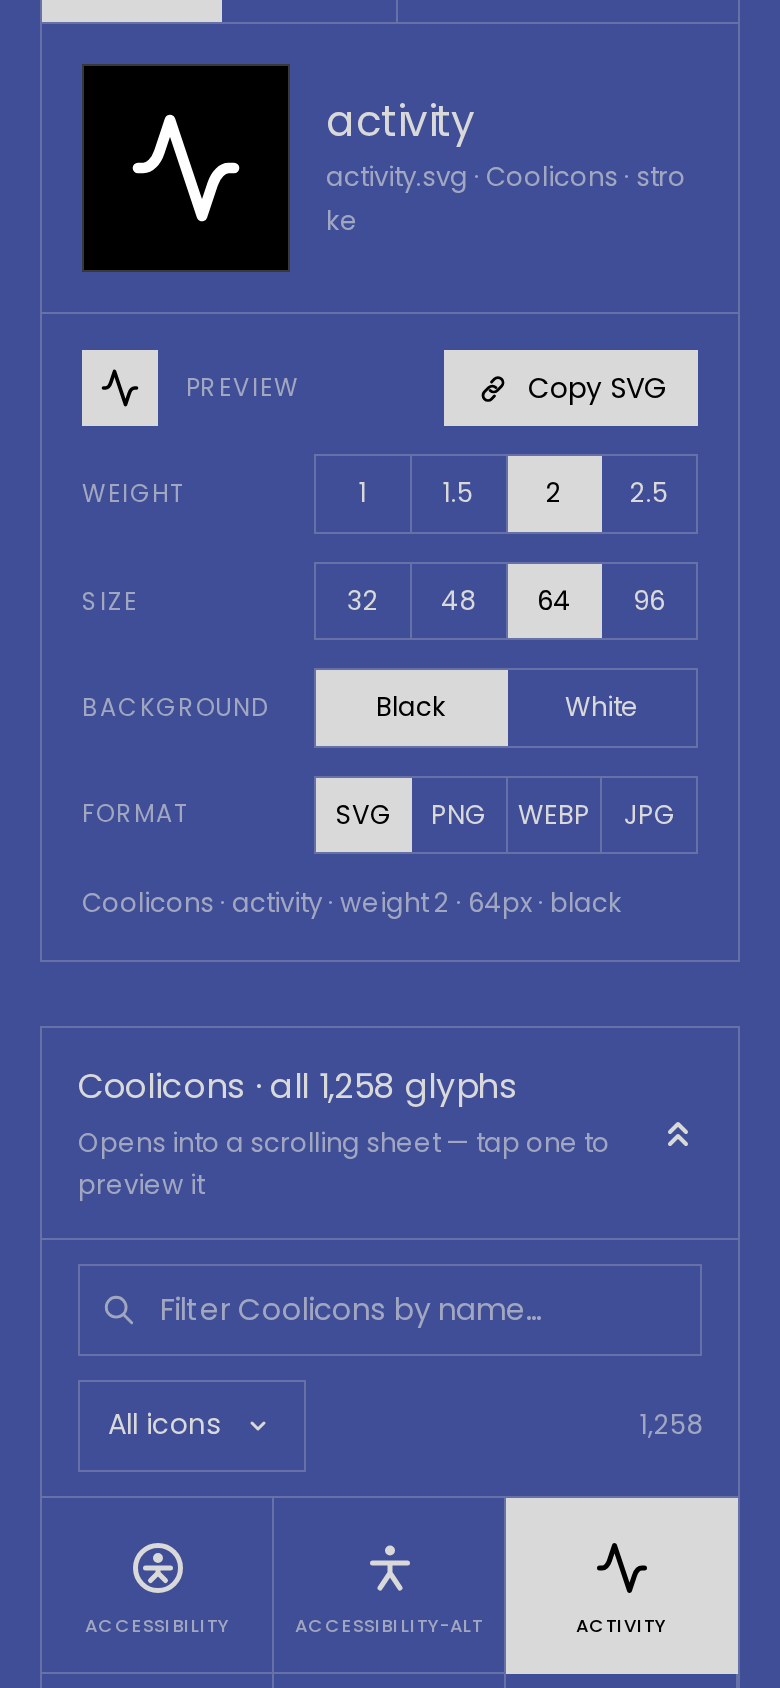 activity
activity.svg · Coolicons · stro
ke
PREVIEW
Copy SVG
WEIGHT
1
1.5
2
2.5
SIZE
32
48
64
96
BACKGROUND
Black
White
FORMAT
SVG
PNG
WEBP
JPG
Coolicons · activity · weight 2 · 64px · black
Coolicons · all 1,258 glyphs
Opens into a scrolling sheet — tap one to
preview it
Filter Coolicons by name…
All icons
1,258
ACCESSIBILITY
ACCESSIBILITY-ALT
ACTIVITY